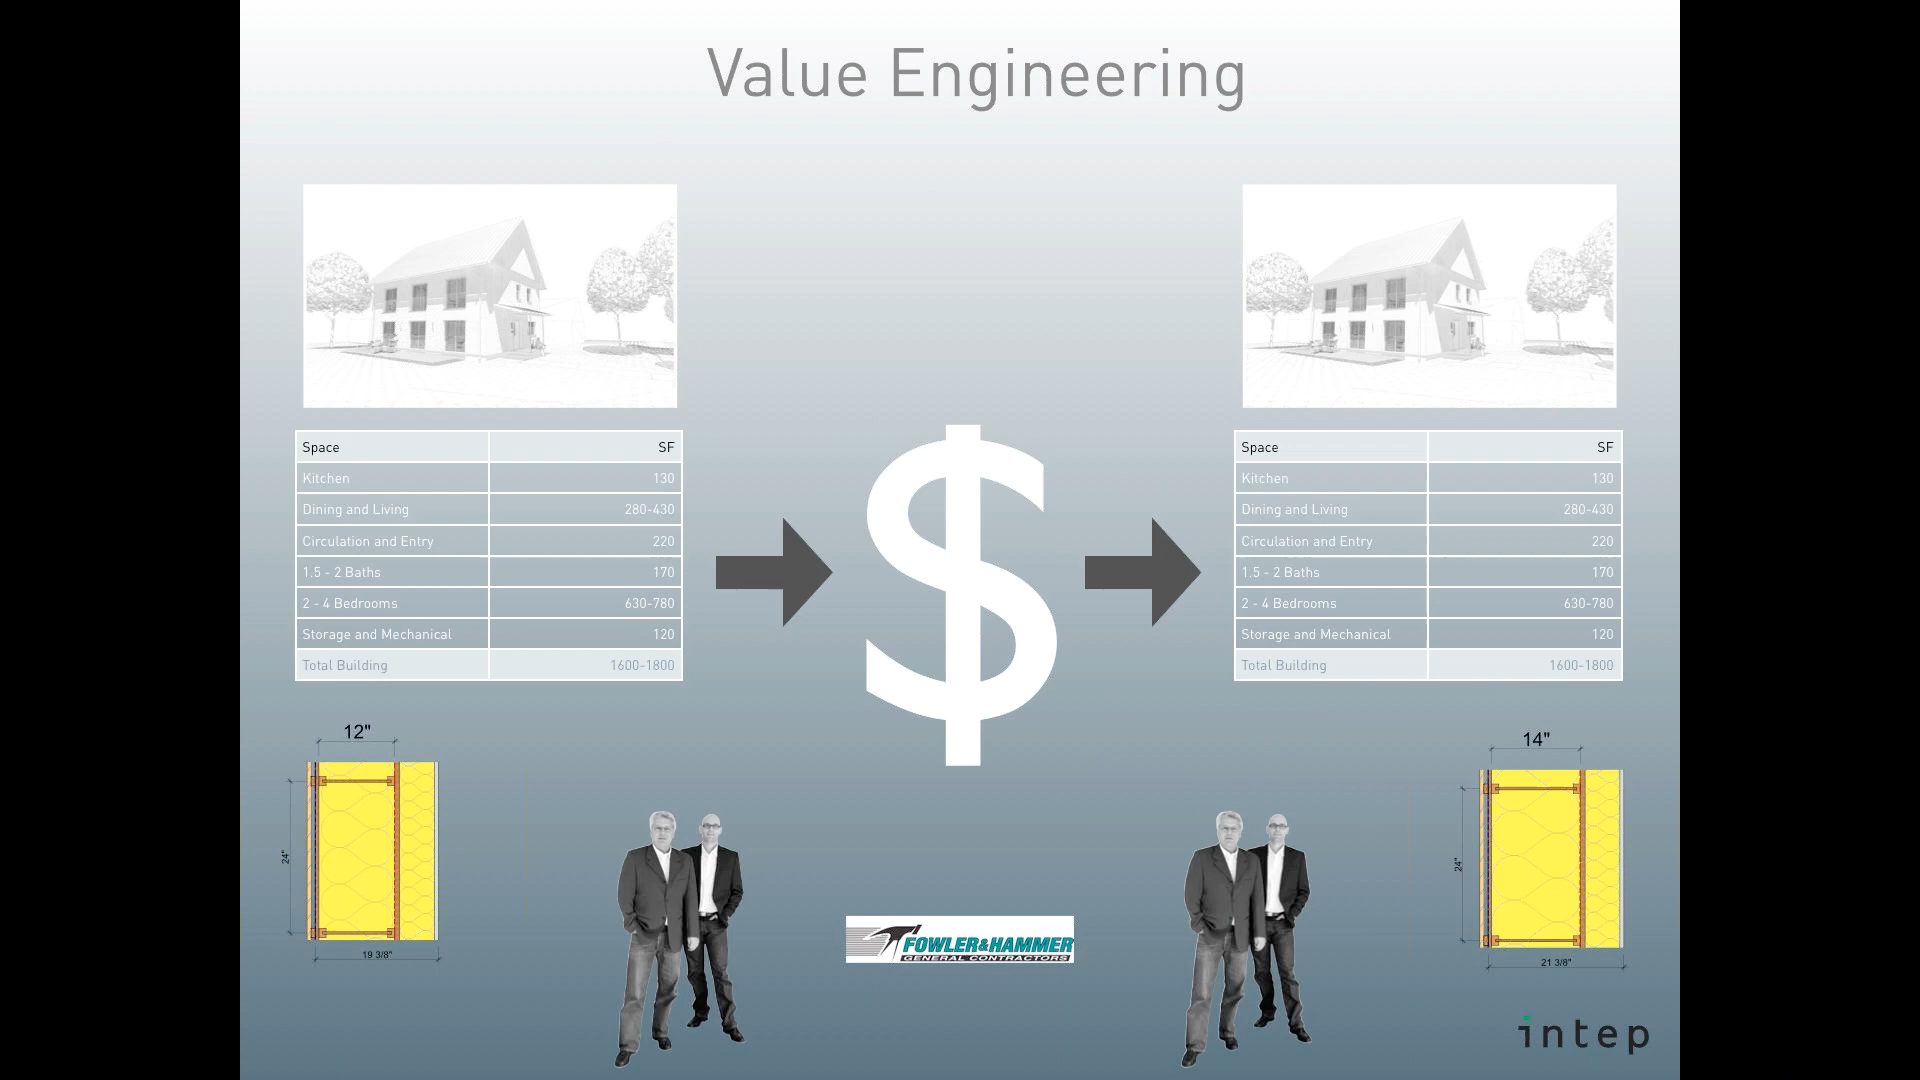 Value Engineering
Space SF
Kitchen 130
Dining and Living 280-430
Circulation and Entry 220
1.5 - 2 Baths 170
2 - 4 Bedrooms 630-780
Storage and Mechanical 120
Total Building 1600-1800
$
Space SF
Kitchen 130
Dining and Living 280-430
Circulation and Entry 220
1.5 - 2 Baths 170
2 - 4 Bedrooms 630-780
Storage and Mechanical 120
Total Building 1600-1800
12"
24"
19 3/8"
FOWLER&HAMMER
GENERAL CONTRACTORS
14"
24"
21 3/8"
intep